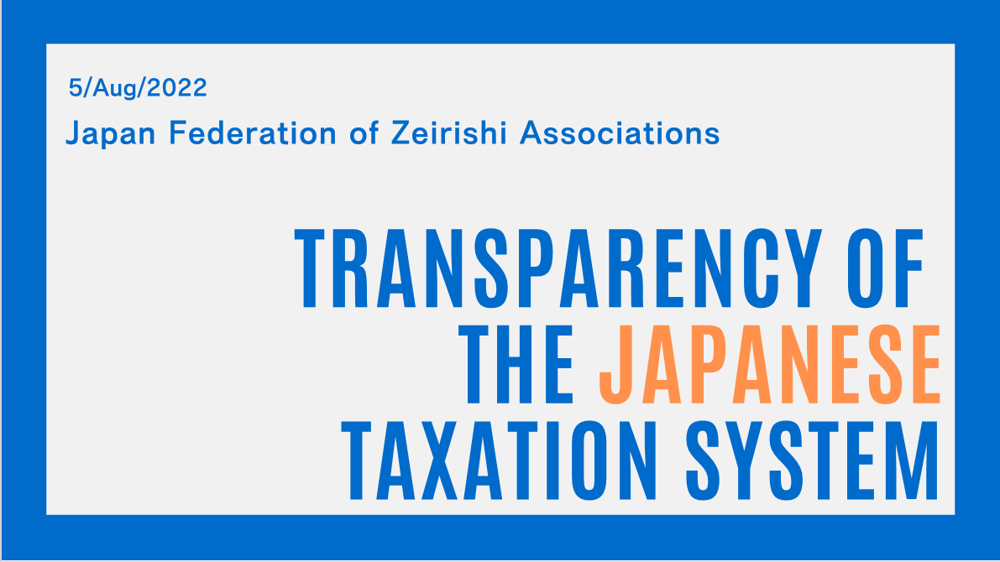 5/Aug/2022
Japan Federation of Zeirishi Associations
TRANSPARENCY OF
THE JAPANESE
TAXATION SYSTEM